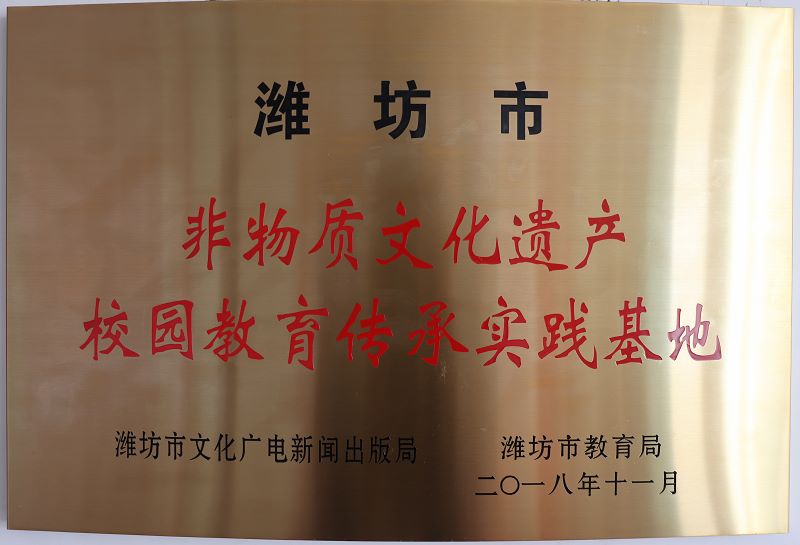 潍坊市
非物质文化遗产
校园教育传承实践基地
潍坊市文化广电新闻出版局 潍坊市教育局
二〇一八年十一月